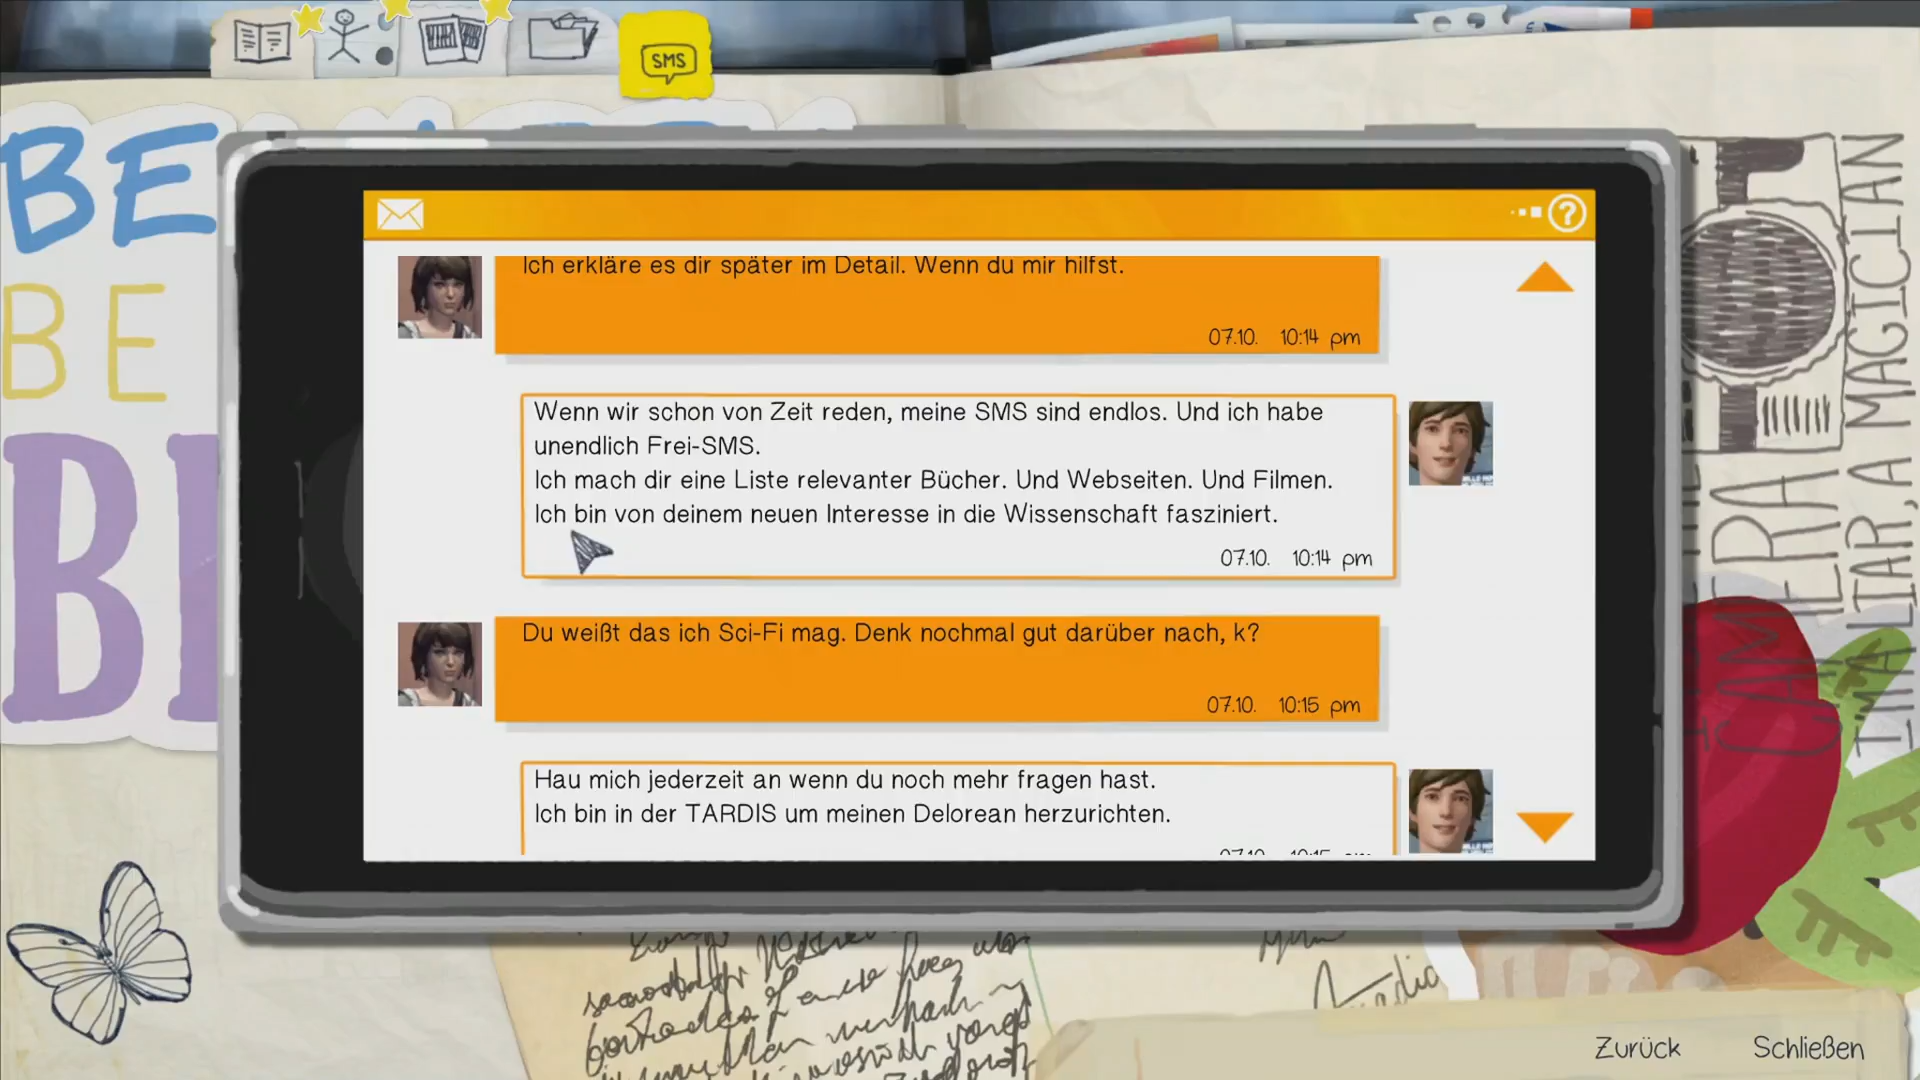 SMS
BE
BE
?
Ich erkläre es dir später im Detail. Wenn du mir hilfst.
07.10. 10:14 pm
Wenn wir schon von Zeit reden, meine SMS sind endlos. Und ich habe
unendlich Frei-SMS.
Ich mach dir eine Liste relevanter Bücher. Und Webseiten. Und Filmen.
Ich bin von deinem neuen Interesse in die Wissenschaft fasziniert.
07.10. 10:14 pm
Du weißt das ich Sci-Fi mag. Denk nochmal gut darüber nach, k?
07.10. 10:15 pm
Hau mich jederzeit an wenn du noch mehr fragen hast.
Ich bin in der TARDIS um meinen Delorean herzurichten.
CAMERA
LIAR, A MAGICIAN
Zurück
Schließen